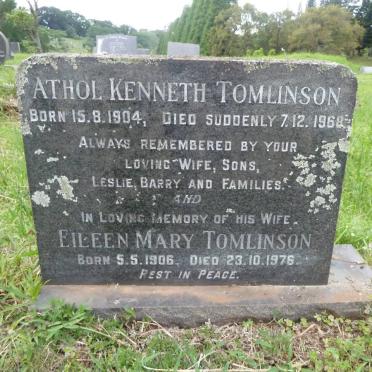 ATHOL KENNETH TOMLINSON
BORN 15.8.1904, DIED SUDDENLY 7.12.1968
ALWAYS REMEMBERED BY YOUR
LOVING WIFE, SONS,
LESLIE, BARRY AND FAMILIES.
AND
IN LOVING MEMORY OF HIS WIFE
EILEEN MARY TOMLINSON
BORN 5.5.1906. DIED 23.10.1976.
REST IN PEACE.